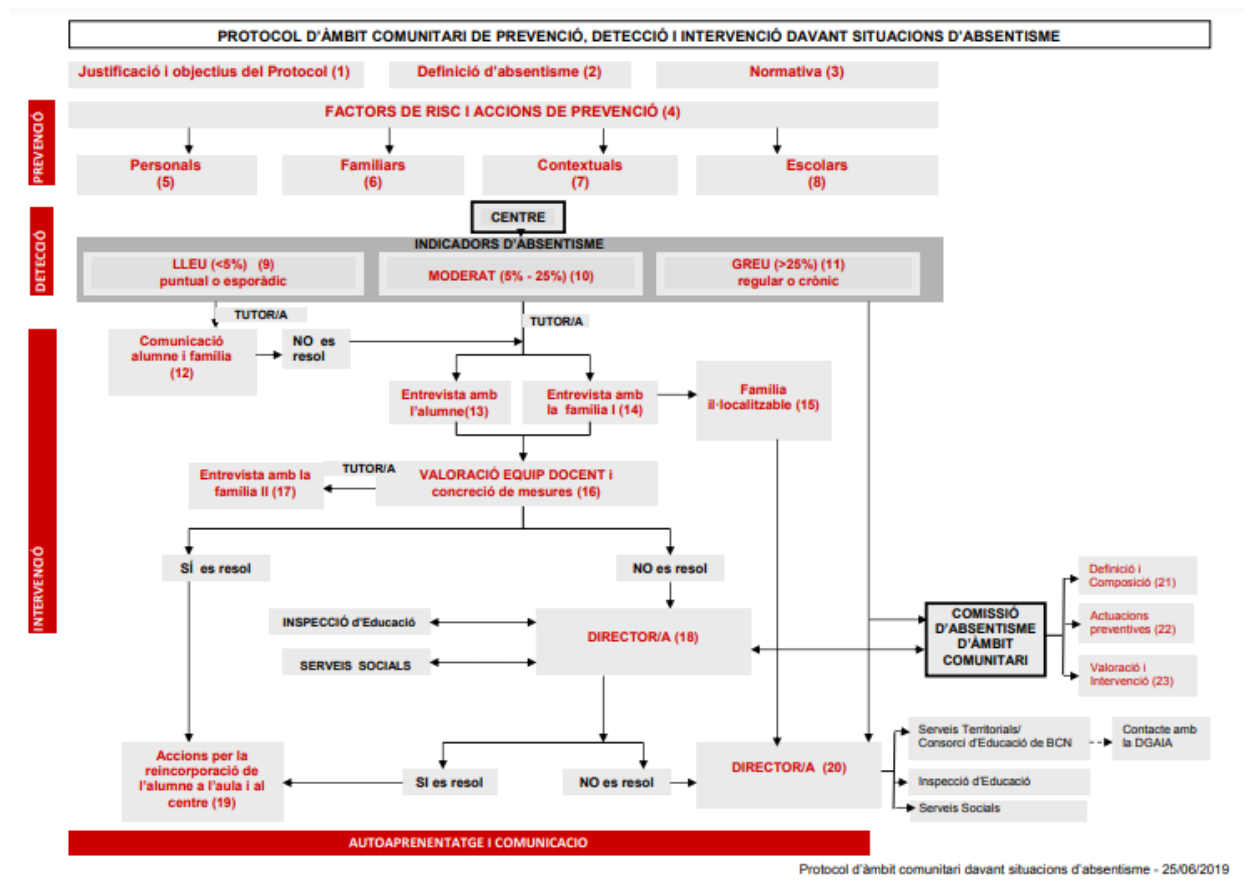 PROTOCOL D'ÀMBIT COMUNITARI DE PREVENCIÓ, DETECCIÓ I INTERVENCIÓ DAVANT SITUACIONS D'ABSENTISME
Justificació i objectius del Protocol (1)
Definició d'absentisme (2)
Normativa (3)
PREVENCIÓ
FACTORS DE RISC I ACCIONS DE PREVENCIÓ (4)
Personals
(5)
Familiars
(6)
Contextuals
(7)
Escolars
(8)
DETECCIÓ
CENTRE
INDICADORS D'ABSENTISME
LLEU (<5%) (9)
puntual o esporàdic
MODERAT (5% - 25%) (10)
GREU (>25%) (11)
regular o crònic
INTERVENCIÓ
TUTOR/A
TUTOR/A
Comunicació
alumne i família
(12)
NO es
resol
Entrevista amb
l'alumne(13)
Entrevista amb
la família I (14)
Família
il·localitzable (15)
Entrevista amb la
família II (17)
TUTOR/A
VALORACIÓ EQUIP DOCENT i
concreció de mesures (16)
SÍ es resol
NO es resol
INSPECCIÓ d'Educació
SERVEIS SOCIALS
DIRECTOR/A (18)
COMISSIÓ
D'ABSENTISME
D'ÀMBIT
COMUNITARI
Definició i
Composició (21)
Actuacions
preventives (22)
Valoració i
Intervenció (23)
Accions per la
reincorporació de
l'alumne a l'aula i al
centre (19)
SI es resol
NO es resol
DIRECTOR/A (20)
Serveis Territorials/
Consorci d'Educació de BCN
Contacte amb
la DGAIA
Inspecció d'Educació
Serveis Socials
AUTOAPRENENTATGE I COMUNICACIO
Protocol d'àmbit comunitari davant situacions d'absentisme - 25/06/2019